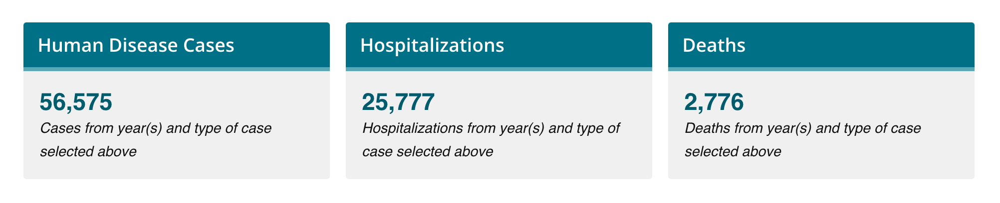 Human Disease Cases
56,575
Cases from year(s) and type of case
selected above
Hospitalizations
25,777
Hospitalizations from year(s) and type of
case selected above
Deaths
2,776
Deaths from year(s) and type of case
selected above